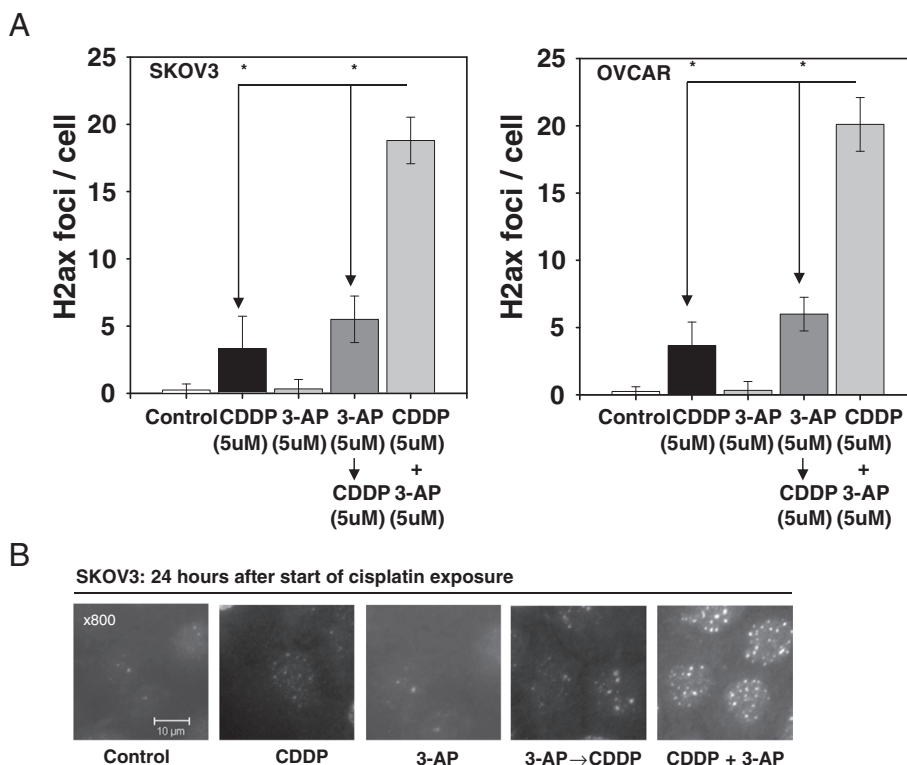 A
25
20
15
10
5
0
H2ax foci / cell
SKOV3
* *
Control CDDP 3-AP 3-AP CDDP
(5uM) (5uM) (5uM) (5uM)
↓ +
CDDP 3-AP
(5uM) (5uM)
25
20
15
10
5
0
H2ax foci / cell
OVCAR
* *
Control CDDP 3-AP 3-AP CDDP
(5uM) (5uM) (5uM) (5uM)
↓ +
CDDP 3-AP
(5uM) (5uM)
B
SKOV3: 24 hours after start of cisplatin exposure
x800
10 µm
Control CDDP 3-AP 3-AP→CDDP CDDP + 3-AP